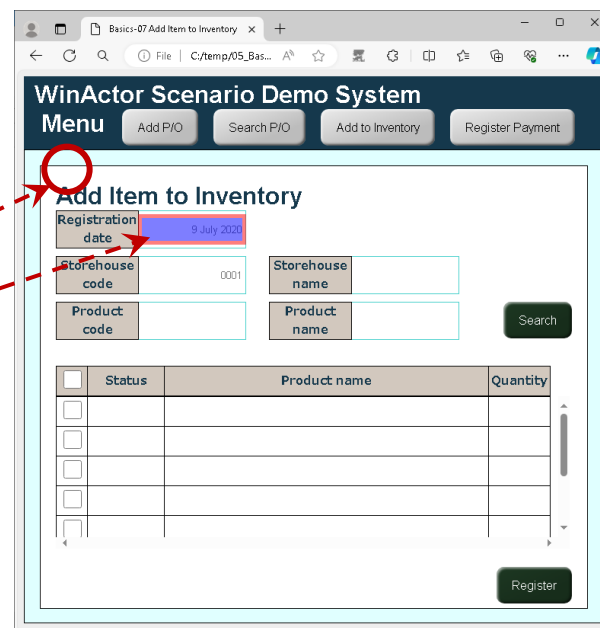 Basics-07 Add Item to Inventory
File | C:/temp/05_Bas...
WinActor Scenario Demo System
Menu Add P/O Search P/O Add to Inventory Register Payment
Add Item to Inventory
Registration date 9 July 2020
Storehouse code 0001 Storehouse name
Product code Product name Search
Status Product name Quantity
Register